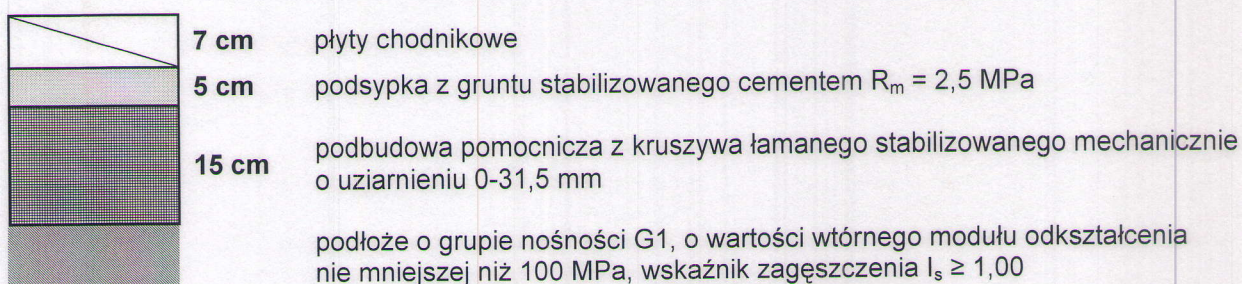 7 cm płyty chodnikowe
5 cm podsypka z gruntu stabilizowanego cementem Rm = 2,5 MPa
15 cm podbudowa pomocnicza z kruszywa łamanego stabilizowanego mechanicznie
o uziarnieniu 0-31,5 mm
podłoże o grupie nośności G1, o wartości wtórnego modułu odkształcenia
nie mniejszej niż 100 MPa, wskaźnik zagęszczenia Is ≥ 1,00